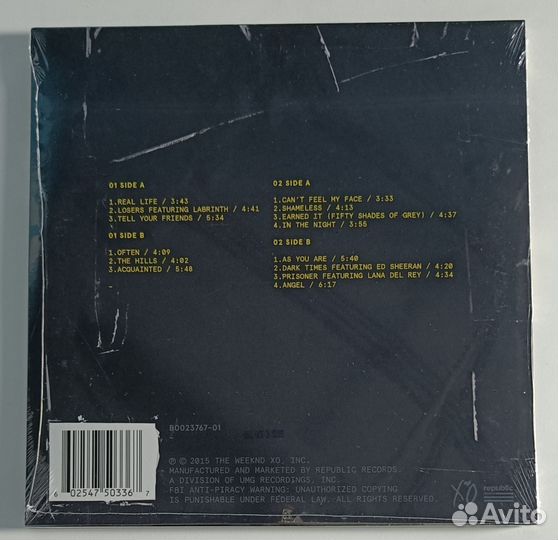 01 SIDE A
1.REAL LIFE / 3:43
2.LOSERS FEATURING LABRINTH / 4:41
3.TELL YOUR FRIENDS / 5:34
01 SIDE B
1.OFTEN / 4:09
2.THE HILLS / 4:02
3.ACQUAINTED / 5:48
02 SIDE A
1.CAN'T FEEL MY FACE / 3:33
2.SHAMELESS / 4:13
3.EARNED IT (FIFTY SHADES OF GREY) / 4:37
4.IN THE NIGHT / 3:55
02 SIDE B
1.AS YOU ARE / 5:40
2.DARK TIMES FEATURING ED SHEERAN / 4:20
3.PRISONER FEATURING LANA DEL REY / 4:34
4.ANGEL / 6:17
B0023767-01
℗ © 2015 THE WEEKND XO, INC.
MANUFACTURED AND MARKETED BY REPUBLIC RECORDS.
A DIVISION OF UMG RECORDINGS, INC
FBI ANTI-PIRACY WARNING: UNAUTHORIZED COPYING
IS PUNISHABLE UNDER FEDERAL LAW. ALL RIGHTS RESERVED.
6 02547 50336 7
XO
republic
Avito